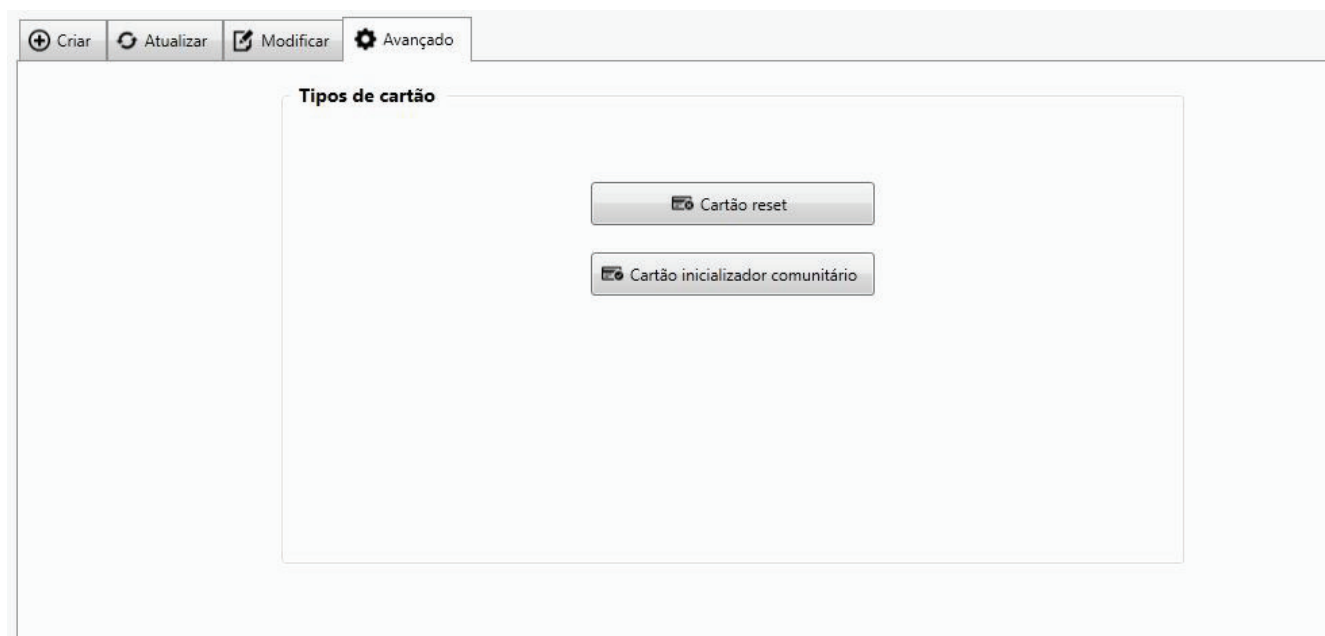 Criar Atualizar Modificar Avançado
Tipos de cartão
Cartão reset
Cartão inicializador comunitário